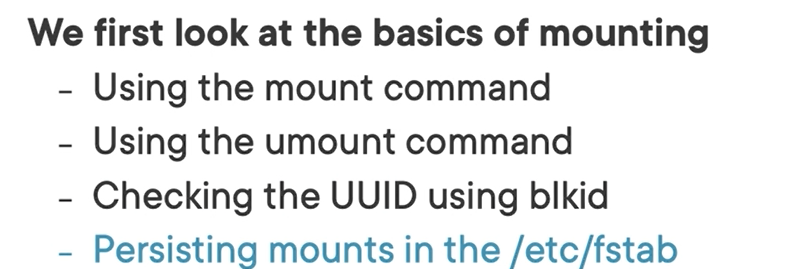 We first look at the basics of mounting
- Using the mount command
- Using the umount command
- Checking the UUID using blkid
- Persisting mounts in the /etc/fstab